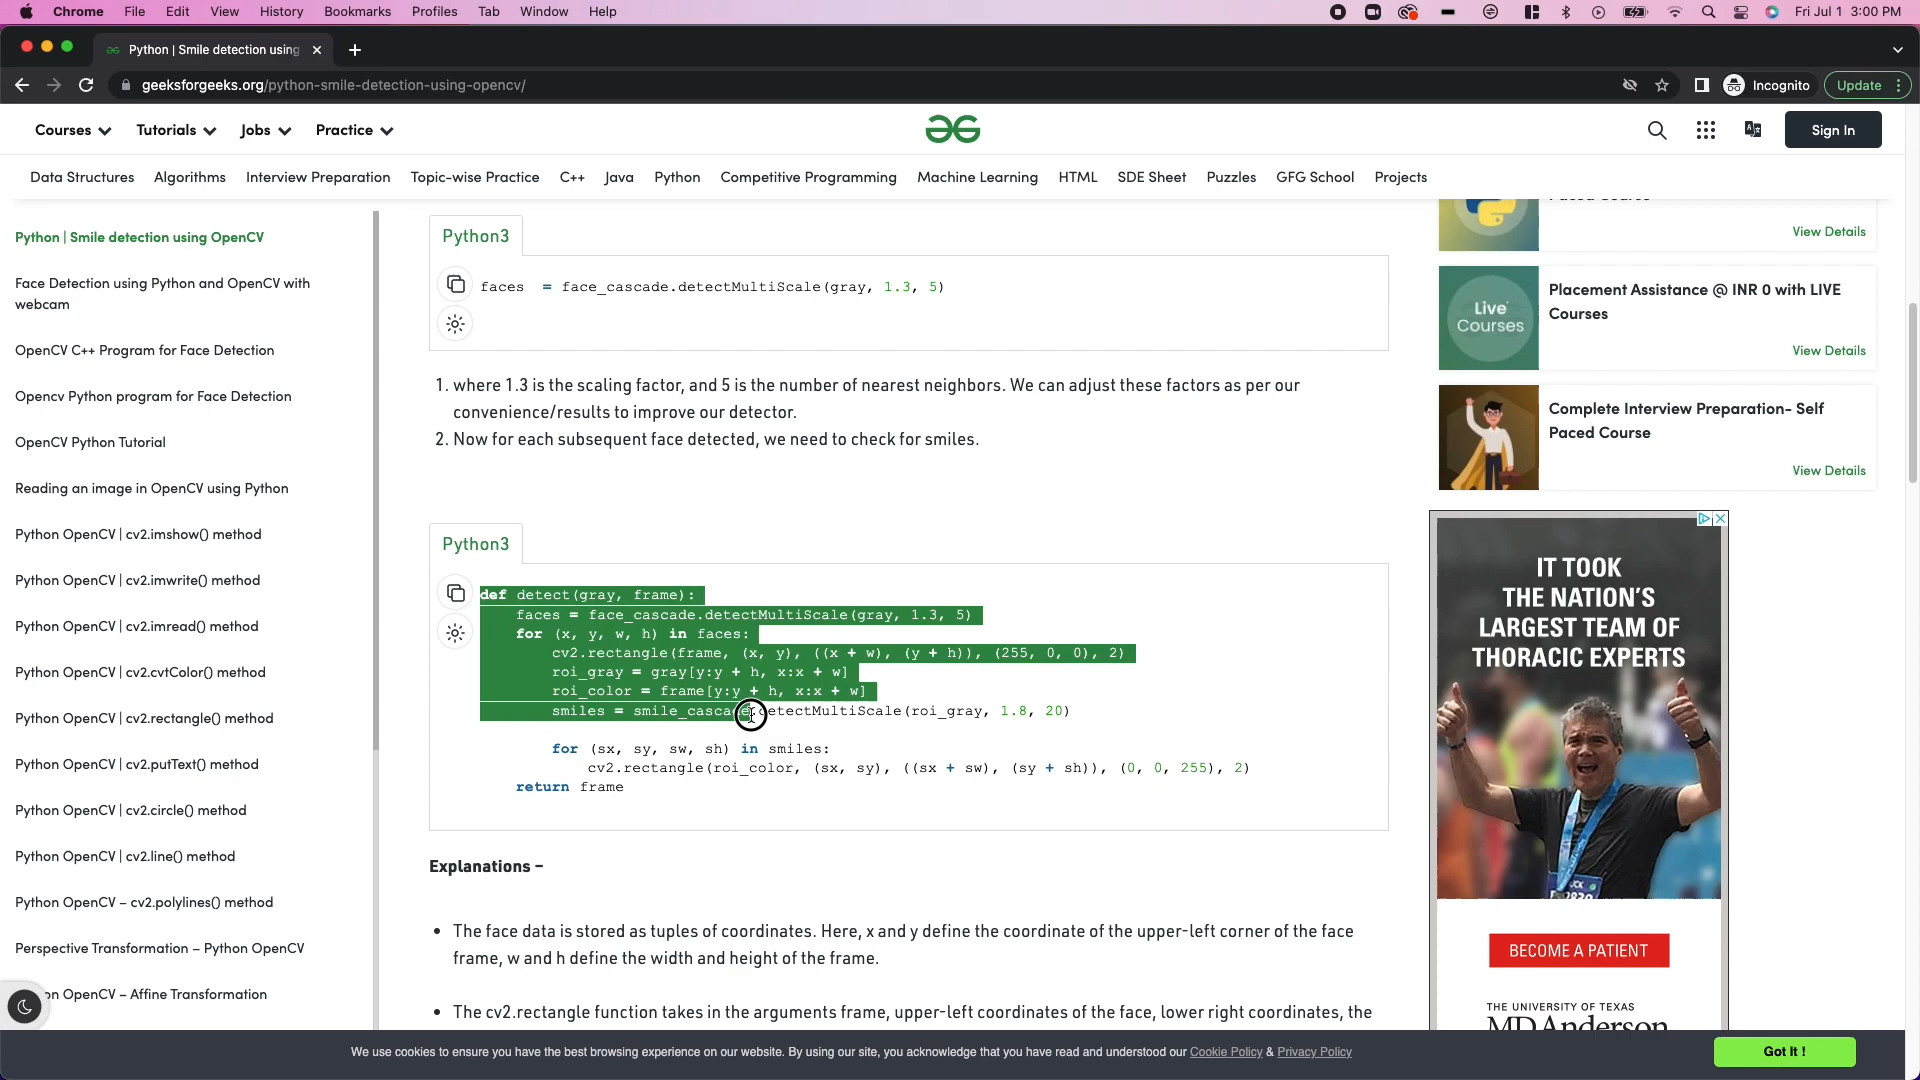 Chrome File Edit View History Bookmarks Profiles Tab Window Help Fri Jul 1 3:00 PM
Python | Smile detection using
geeksforgeeks.org/python-smile-detection-using-opencv/ Incognito Update
Courses Tutorials Jobs Practice Sign In
Data Structures Algorithms Interview Preparation Topic-wise Practice C++ Java Python Competitive Programming Machine Learning HTML SDE Sheet Puzzles GFG School Projects
Python | Smile detection using OpenCV
Face Detection using Python and OpenCV with
webcam
OpenCV C++ Program for Face Detection
Opencv Python program for Face Detection
OpenCV Python Tutorial
Reading an image in OpenCV using Python
Python OpenCV | cv2.imshow() method
Python OpenCV | cv2.imwrite() method
Python OpenCV | cv2.imread() method
Python OpenCV | cv2.cvtColor() method
Python OpenCV | cv2.rectangle() method
Python OpenCV | cv2.putText() method
Python OpenCV | cv2.circle() method
Python OpenCV | cv2.line() method
Python OpenCV – cv2.polylines() method
Perspective Transformation – Python OpenCV
on OpenCV – Affine Transformation
Python3
faces = face_cascade.detectMultiScale(gray, 1.3, 5)
1. where 1.3 is the scaling factor, and 5 is the number of nearest neighbors. We can adjust these factors as per our
convenience/results to improve our detector.
2. Now for each subsequent face detected, we need to check for smiles.
Python3
def detect(gray, frame):
    faces = face_cascade.detectMultiScale(gray, 1.3, 5)
    for (x, y, w, h) in faces:
        cv2.rectangle(frame, (x, y), ((x + w), (y + h)), (255, 0, 0), 2)
        roi_gray = gray[y:y + h, x:x + w]
        roi_color = frame[y:y + h, x:x + w]
        smiles = smile_cascade.detectMultiScale(roi_gray, 1.8, 20)
        for (sx, sy, sw, sh) in smiles:
            cv2.rectangle(roi_color, (sx, sy), ((sx + sw), (sy + sh)), (0, 0, 255), 2)
    return frame
Explanations –
• The face data is stored as tuples of coordinates. Here, x and y define the coordinate of the upper-left corner of the face
frame, w and h define the width and height of the frame.
• The cv2.rectangle function takes in the arguments frame, upper-left coordinates of the face, lower right coordinates, the
View Details
Live
Courses
Placement Assistance @ INR 0 with LIVE
Courses
View Details
Complete Interview Preparation- Self
Paced Course
View Details
IT TOOK
THE NATION'S
LARGEST TEAM OF
THORACIC EXPERTS
BECOME A PATIENT
THE UNIVERSITY OF TEXAS
MD Anderson
We use cookies to ensure you have the best browsing experience on our website. By using our site, you acknowledge that you have read and understood our Cookie Policy & Privacy Policy
Got It !